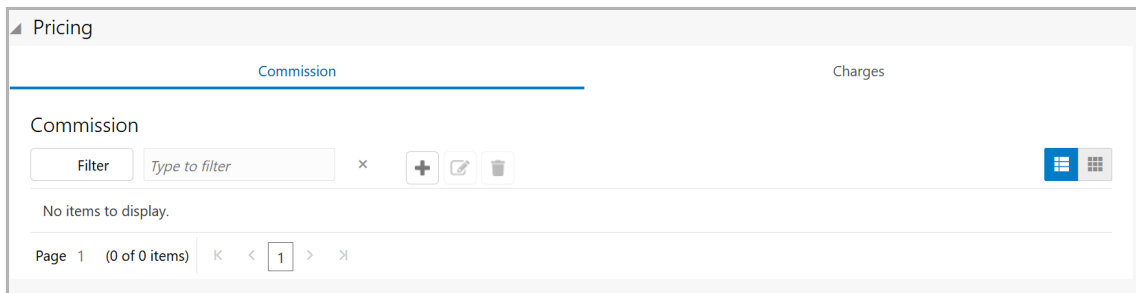 Pricing
Commission Charges
Commission
Filter Type to filter ×
No items to display.
Page 1 (0 of 0 items) K < 1 > >|